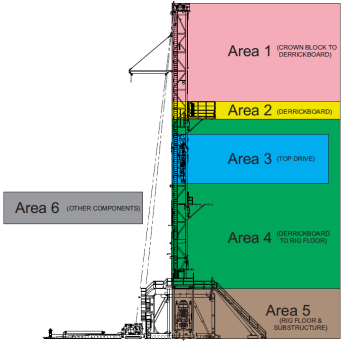 Area 1 (CROWN BLOCK TO
DERRICKBOARD)
Area 2 (DERRICKBOARD)
Area 3 (TOP DRIVE)
Area 6 (OTHER COMPONENTS)
Area 4 (DERRICKBOARD
TO RIG FLOOR)
Area 5
(RIG FLOOR &
SUBSTRUCTURE)